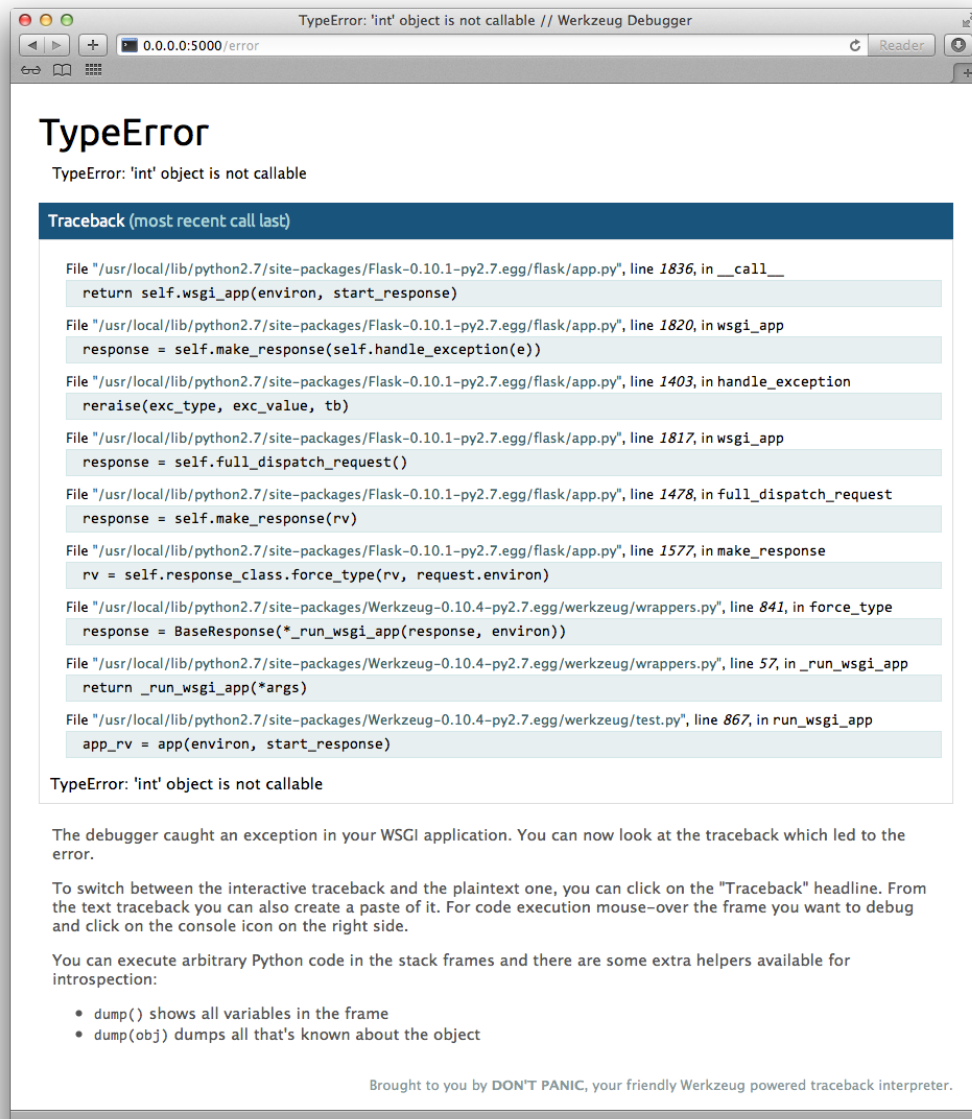 TypeError: 'int' object is not callable // Werkzeug Debugger
0.0.0.0:5000/error
Reader
TypeError
TypeError: 'int' object is not callable
Traceback (most recent call last)
File "/usr/local/lib/python2.7/site-packages/Flask-0.10.1-py2.7.egg/flask/app.py", line 1836, in __call__
return self.wsgi_app(environ, start_response)
File "/usr/local/lib/python2.7/site-packages/Flask-0.10.1-py2.7.egg/flask/app.py", line 1820, in wsgi_app
response = self.make_response(self.handle_exception(e))
File "/usr/local/lib/python2.7/site-packages/Flask-0.10.1-py2.7.egg/flask/app.py", line 1403, in handle_exception
reraise(exc_type, exc_value, tb)
File "/usr/local/lib/python2.7/site-packages/Flask-0.10.1-py2.7.egg/flask/app.py", line 1817, in wsgi_app
response = self.full_dispatch_request()
File "/usr/local/lib/python2.7/site-packages/Flask-0.10.1-py2.7.egg/flask/app.py", line 1478, in full_dispatch_request
response = self.make_response(rv)
File "/usr/local/lib/python2.7/site-packages/Flask-0.10.1-py2.7.egg/flask/app.py", line 1577, in make_response
rv = self.response_class.force_type(rv, request.environ)
File "/usr/local/lib/python2.7/site-packages/Werkzeug-0.10.4-py2.7.egg/werkzeug/wrappers.py", line 841, in force_type
response = BaseResponse(*_run_wsgi_app(response, environ))
File "/usr/local/lib/python2.7/site-packages/Werkzeug-0.10.4-py2.7.egg/werkzeug/wrappers.py", line 57, in _run_wsgi_app
return _run_wsgi_app(*args)
File "/usr/local/lib/python2.7/site-packages/Werkzeug-0.10.4-py2.7.egg/werkzeug/test.py", line 867, in run_wsgi_app
app_rv = app(environ, start_response)
TypeError: 'int' object is not callable
The debugger caught an exception in your WSGI application. You can now look at the traceback which led to the
error.
To switch between the interactive traceback and the plaintext one, you can click on the "Traceback" headline. From
the text traceback you can also create a paste of it. For code execution mouse-over the frame you want to debug
and click on the console icon on the right side.
You can execute arbitrary Python code in the stack frames and there are some extra helpers available for
introspection:
• dump() shows all variables in the frame
• dump(obj) dumps all that's known about the object
Brought to you by DON'T PANIC, your friendly Werkzeug powered traceback interpreter.